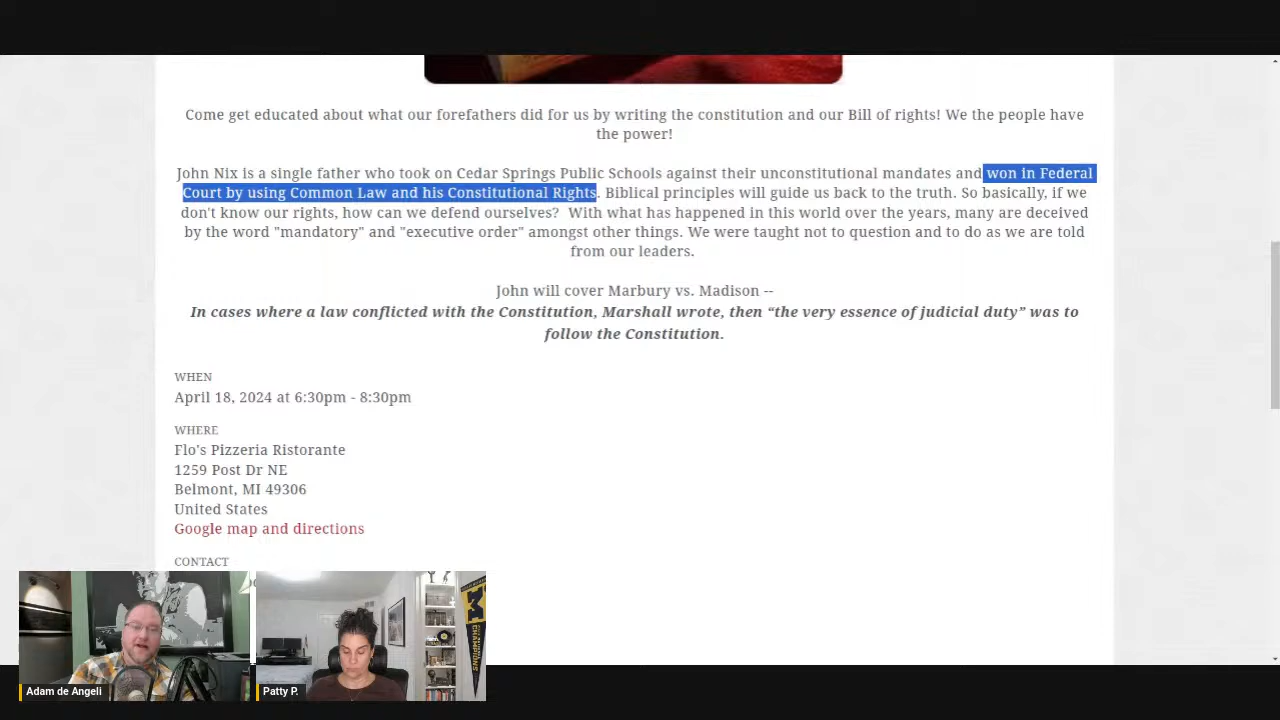 Come get educated about what our forefathers did for us by writing the constitution and our Bill of rights! We the people have
the power!
John Nix is a single father who took on Cedar Springs Public Schools against their unconstitutional mandates and won in Federal
Court by using Common Law and his Constitutional Rights. Biblical principles will guide us back to the truth. So basically, if we
don't know our rights, how can we defend ourselves?  With what has happened in this world over the years, many are deceived
by the word "mandatory" and "executive order" amongst other things. We were taught not to question and to do as we are told
from our leaders.
John will cover Marbury vs. Madison --
In cases where a law conflicted with the Constitution, Marshall wrote, then “the very essence of judicial duty” was to
follow the Constitution.
WHEN
April 18, 2024 at 6:30pm - 8:30pm
WHERE
Flo's Pizzeria Ristorante
1259 Post Dr NE
Belmont, MI 49306
United States
Google map and directions
CONTACT
CHAMPIONS
Adam de Angeli
Patty P.